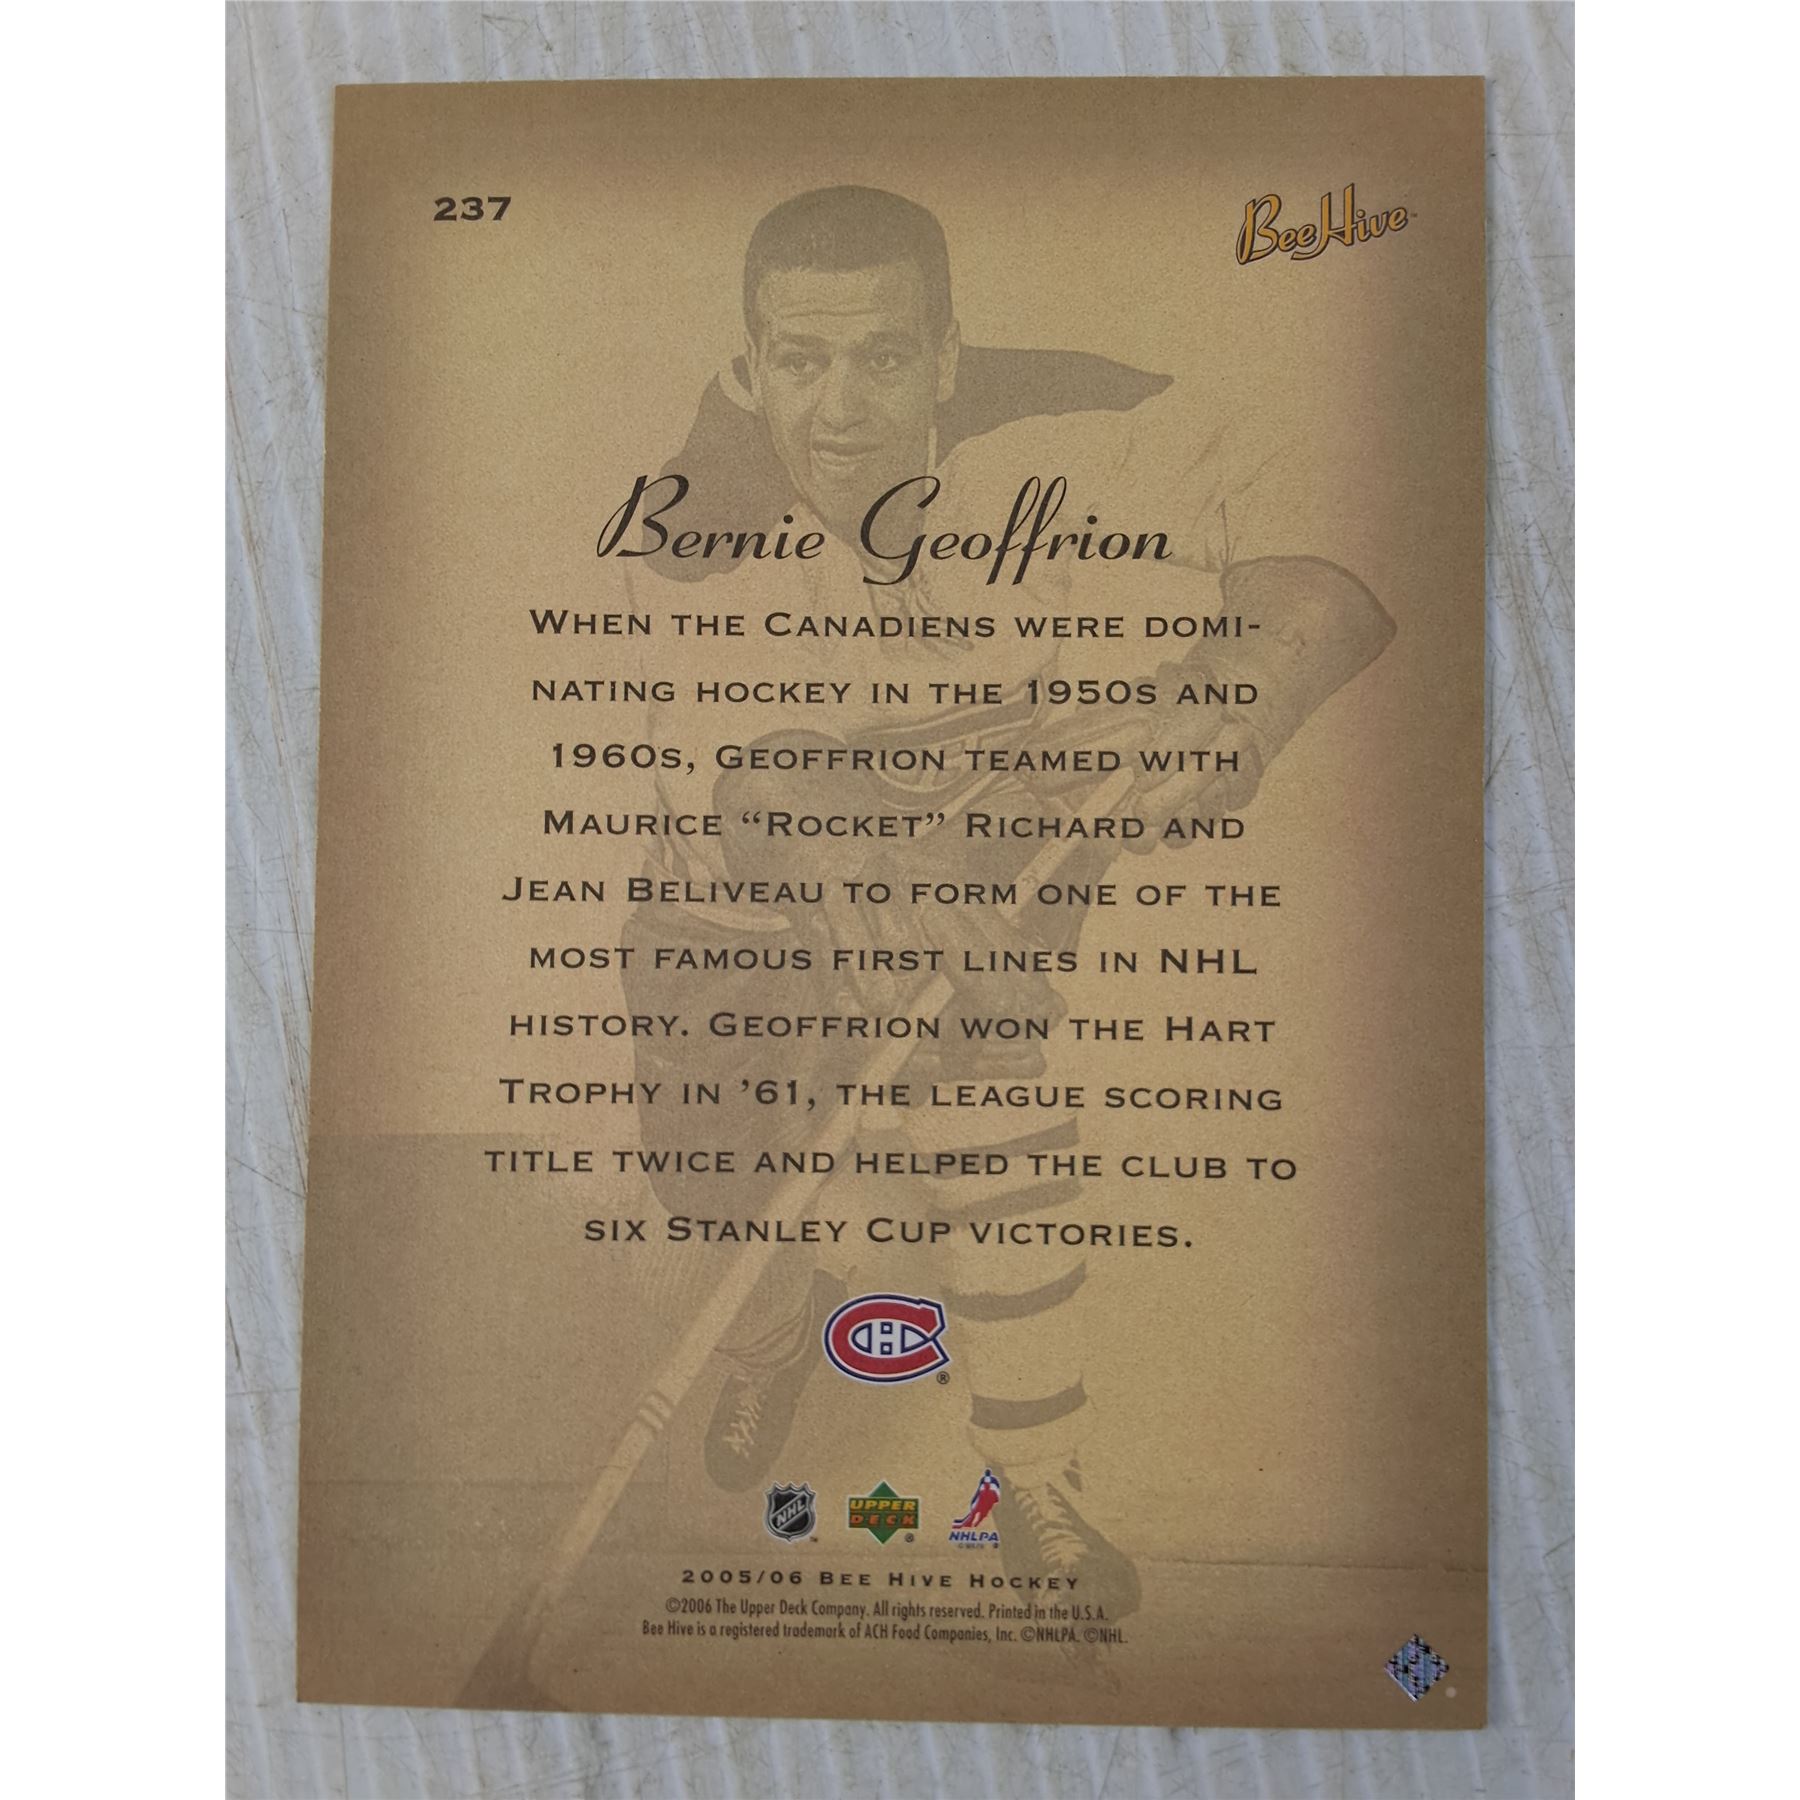 237
BeeHive™
Bernie Geoffrion
WHEN THE CANADIENS WERE DOMI-
NATING HOCKEY IN THE 1950S AND
1960S, GEOFFRION TEAMED WITH
MAURICE “ROCKET” RICHARD AND
JEAN BELIVEAU TO FORM ONE OF THE
MOST FAMOUS FIRST LINES IN NHL
HISTORY. GEOFFRION WON THE HART
TROPHY IN ’61, THE LEAGUE SCORING
TITLE TWICE AND HELPED THE CLUB TO
SIX STANLEY CUP VICTORIES.
CH ®
NHL ™ UPPER DECK ® NHLPA
2005/06 BEE HIVE HOCKEY
©2006 The Upper Deck Company. All rights reserved. Printed in the U.S.A.
Bee Hive is a registered trademark of ACH Food Companies, Inc. ©NHLPA. ©NHL.